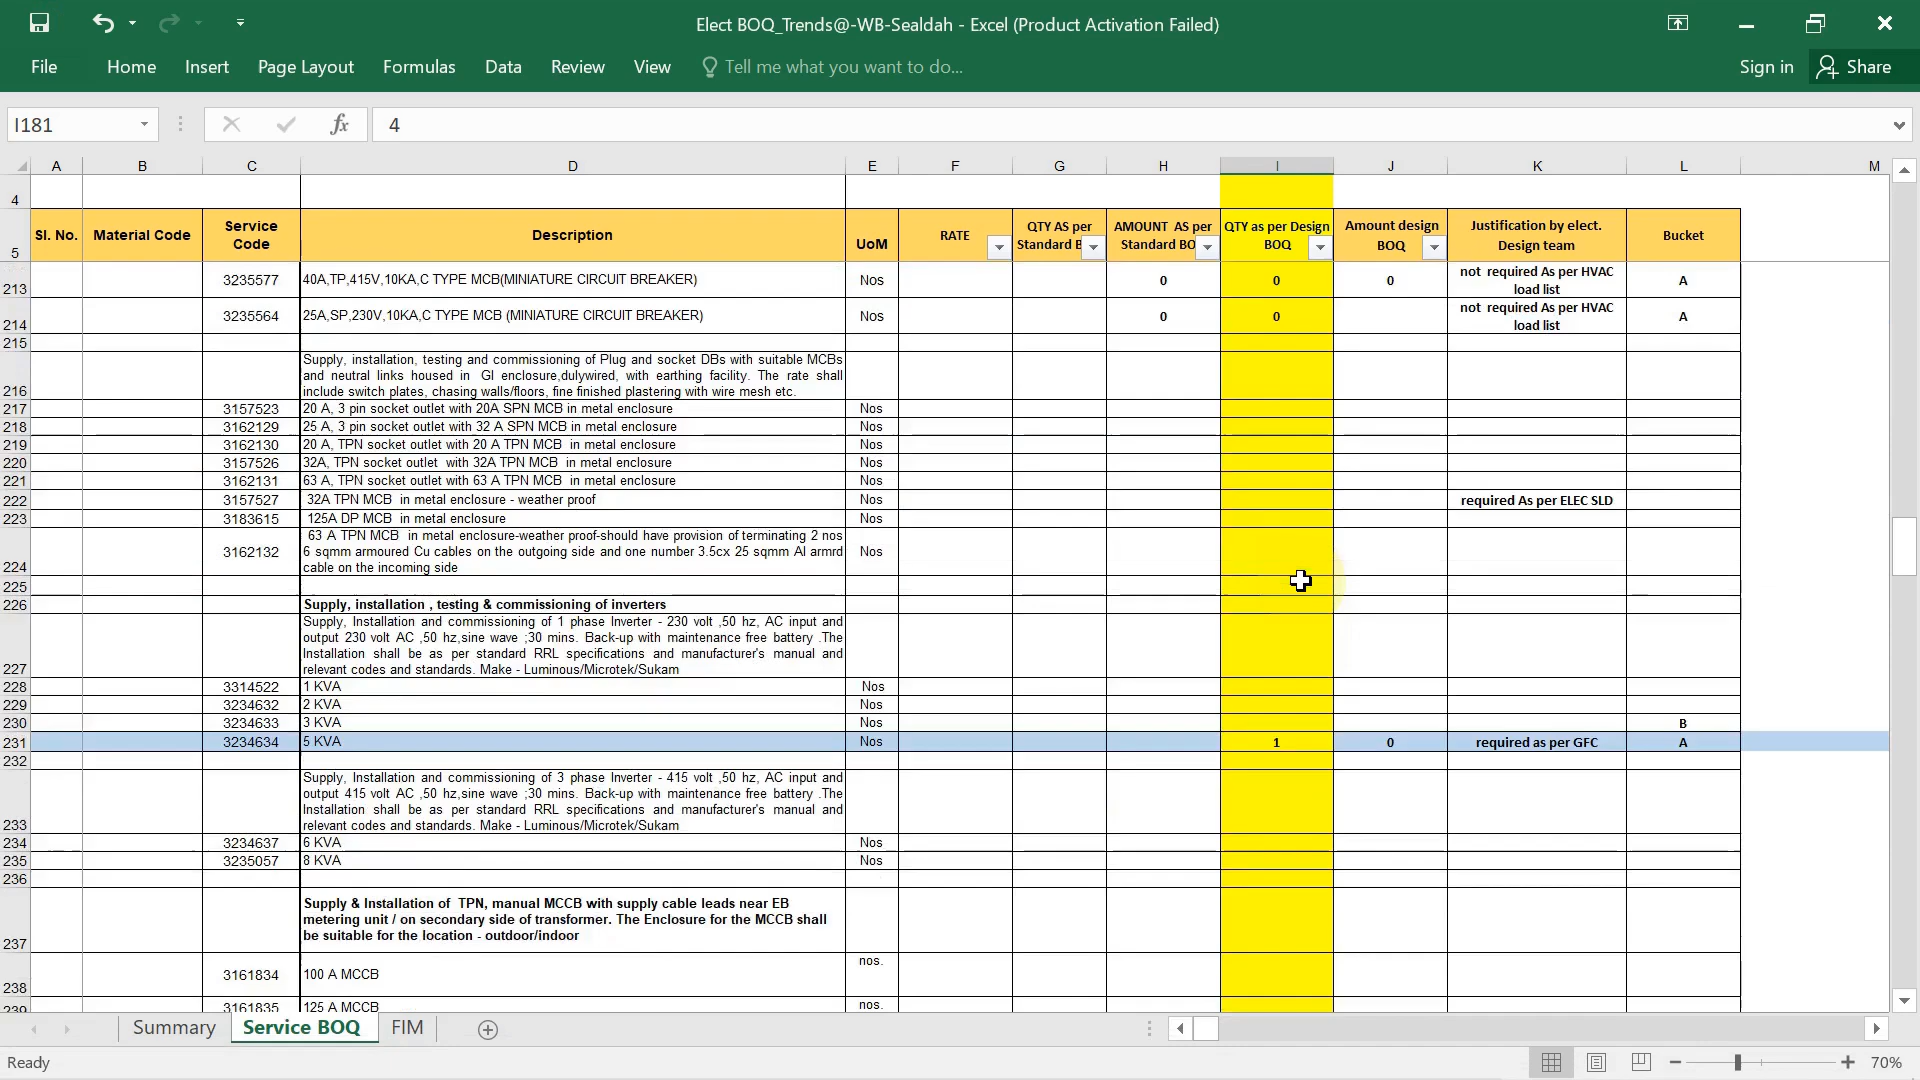 Elect BOQ_Trends@-WB-Sealdah - Excel (Product Activation Failed)
File Home Insert Page Layout Formulas Data Review View Tell me what you want to do... Sign in Share
I181 fx 4
A B C D E F G H I J K L M
4
5 Sl. No. Material Code Service Code Description UoM RATE QTY AS per Standard B AMOUNT AS per Standard BO QTY as per Design BOQ Amount design BOQ Justification by elect. Design team Bucket
213 3235577 40A,TP,415V,10KA,C TYPE MCB(MINIATURE CIRCUIT BREAKER) Nos 0 0 0 not required As per HVAC load list A
214 3235564 25A,SP,230V,10KA,C TYPE MCB (MINIATURE CIRCUIT BREAKER) Nos 0 0 not required As per HVAC load list A
215
Supply, installation, testing and commissioning of Plug and socket DBs with suitable MCBs
and neutral links housed in GI enclosure,dulywired, with earthing facility. The rate shall
216 include switch plates, chasing walls/floors, fine finished plastering with wire mesh etc.
217 3157523 20 A, 3 pin socket outlet with 20A SPN MCB in metal enclosure Nos
218 3162129 25 A, 3 pin socket outlet with 32 A SPN MCB in metal enclosure Nos
219 3162130 20 A, TPN socket outlet with 20 A TPN MCB in metal enclosure Nos
220 3157526 32A, TPN socket outlet with 32A TPN MCB in metal enclosure Nos
221 3162131 63 A, TPN socket outlet with 63 A TPN MCB in metal enclosure Nos
222 3157527 32A TPN MCB in metal enclosure - weather proof Nos required As per ELEC SLD
223 3183615 125A DP MCB in metal enclosure Nos
63 A TPN MCB in metal enclosure-weather proof-should have provision of terminating 2 nos
3162132 6 sqmm armoured Cu cables on the outgoing side and one number 3.5cx 25 sqmm Al armrd Nos
224 cable on the incoming side
225
226 Supply, installation , testing & commissioning of inverters
Supply, Installation and commissioning of 1 phase Inverter - 230 volt ,50 hz, AC input and
output 230 volt AC ,50 hz,sine wave ;30 mins. Back-up with maintenance free battery .The
Installation shall be as per standard RRL specifications and manufacturer's manual and
227 relevant codes and standards. Make - Luminous/Microtek/Sukam
228 3314522 1 KVA Nos
229 3234632 2 KVA Nos
230 3234633 3 KVA Nos B
231 3234634 5 KVA Nos 1 0 required as per GFC A
232
Supply, Installation and commissioning of 3 phase Inverter - 415 volt ,50 hz, AC input and
output 415 volt AC ,50 hz,sine wave ;30 mins. Back-up with maintenance free battery .The
Installation shall be as per standard RRL specifications and manufacturer's manual and
233 relevant codes and standards. Make - Luminous/Microtek/Sukam
234 3234637 6 KVA Nos
235 3235057 8 KVA Nos
236
Supply & Installation of TPN, manual MCCB with supply cable leads near EB
metering unit / on secondary side of transformer. The Enclosure for the MCCB shall
237 be suitable for the location - outdoor/indoor
238 3161834 100 A MCCB nos.
239 3161835 125 A MCCB nos.
Summary Service BOQ FIM
Ready 70%